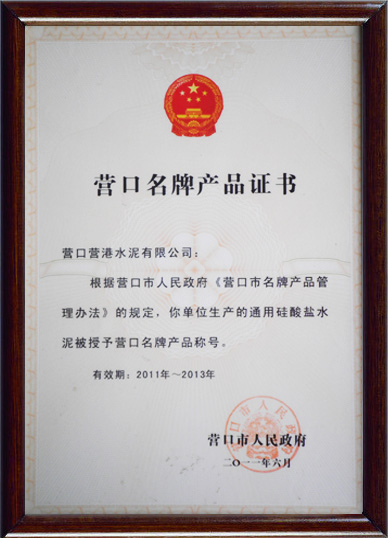 营口名牌产品证书
营口营港水泥有限公司：
根据营口市人民政府《营口市名牌产品管
理办法》的规定，你单位生产的通用硅酸盐水
泥被授予营口名牌产品称号。
有效期：2011年～2013年
营口市人民政府
二〇一一年六月